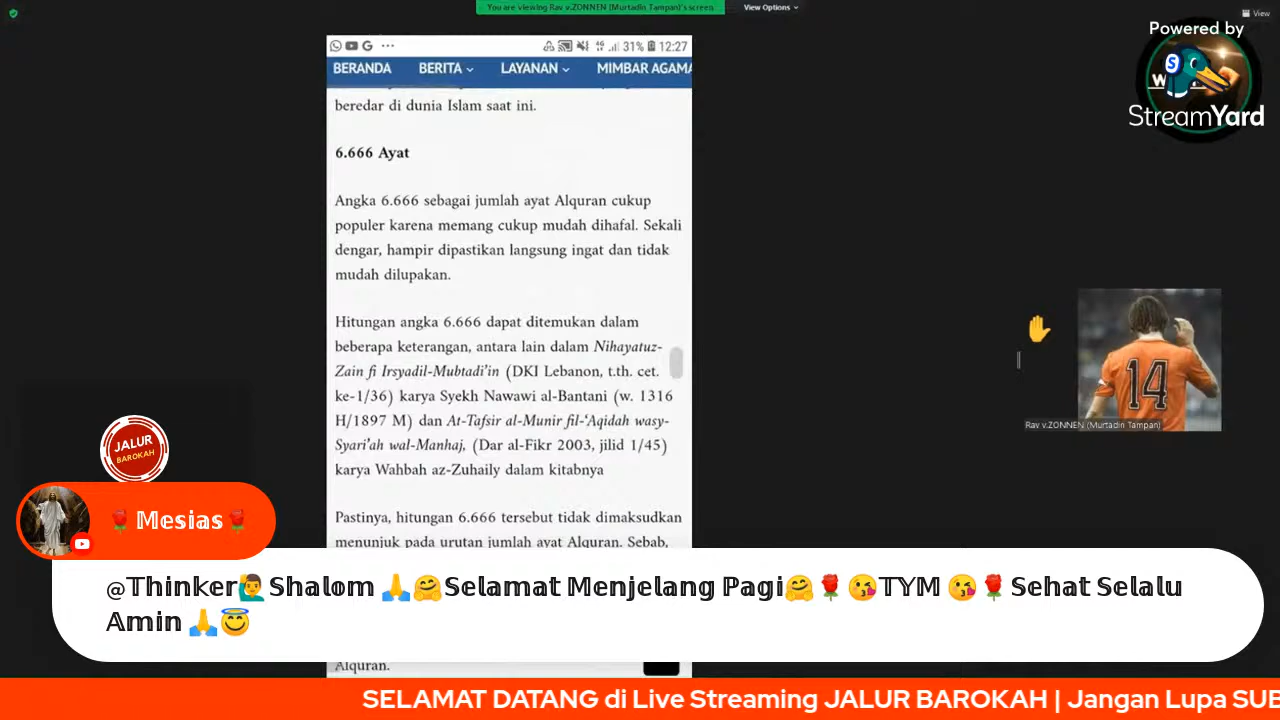 You are viewing Rav v.ZONNEN (Murtadin Tampan)'s screen
View Options
View
Powered by
StreamYard
31% 12:27
BERANDA BERITA LAYANAN MIMBAR AGAMA
beredar di dunia Islam saat ini.
6.666 Ayat
Angka 6.666 sebagai jumlah ayat Alquran cukup
populer karena memang cukup mudah dihafal. Sekali
dengar, hampir dipastikan langsung ingat dan tidak
mudah dilupakan.
Hitungan angka 6.666 dapat ditemukan dalam
beberapa keterangan, antara lain dalam Nihayatuz-
Zain fi Irsyadil-Mubtadi'in (DKI Lebanon, t.th. cet.
ke-1/36) karya Syekh Nawawi al-Bantani (w. 1316
H/1897 M) dan At-Tafsir al-Munir fil-'Aqidah wasy-
Syari'ah wal-Manhaj, (Dar al-Fikr 2003, jilid 1/45)
karya Wahbah az-Zuhaily dalam kitabnya
Pastinya, hitungan 6.666 tersebut tidak dimaksudkan
menunjuk pada urutan jumlah ayat Alquran. Sebab,
14
Rav v.ZONNEN (Murtadin Tampan)
JALUR
BAROKAH
🌹𝕄𝕖𝕤𝕚𝕒𝕤🌹
@𝕋𝕙𝕚𝕟𝕜𝕖𝕣🙋‍♂️𝕊𝕙𝕒𝕝𝕠𝕞 🙏🤗𝕊𝕖𝕝𝕒𝕞𝕒𝕥 𝕄𝕖𝕟𝕛𝕖𝕝𝕒𝕟𝕘 ℙ𝕒𝕘𝕚🤗🌹😘𝕋𝕐𝕄 😘🌹𝕊𝕖𝕙𝕒𝕥 𝕊𝕖𝕝𝕒𝕝𝕦
𝔸𝕞𝕚𝕟 🙏😇
Alquran.
SELAMAT DATANG di Live Streaming JALUR BAROKAH | Jangan Lupa SUB